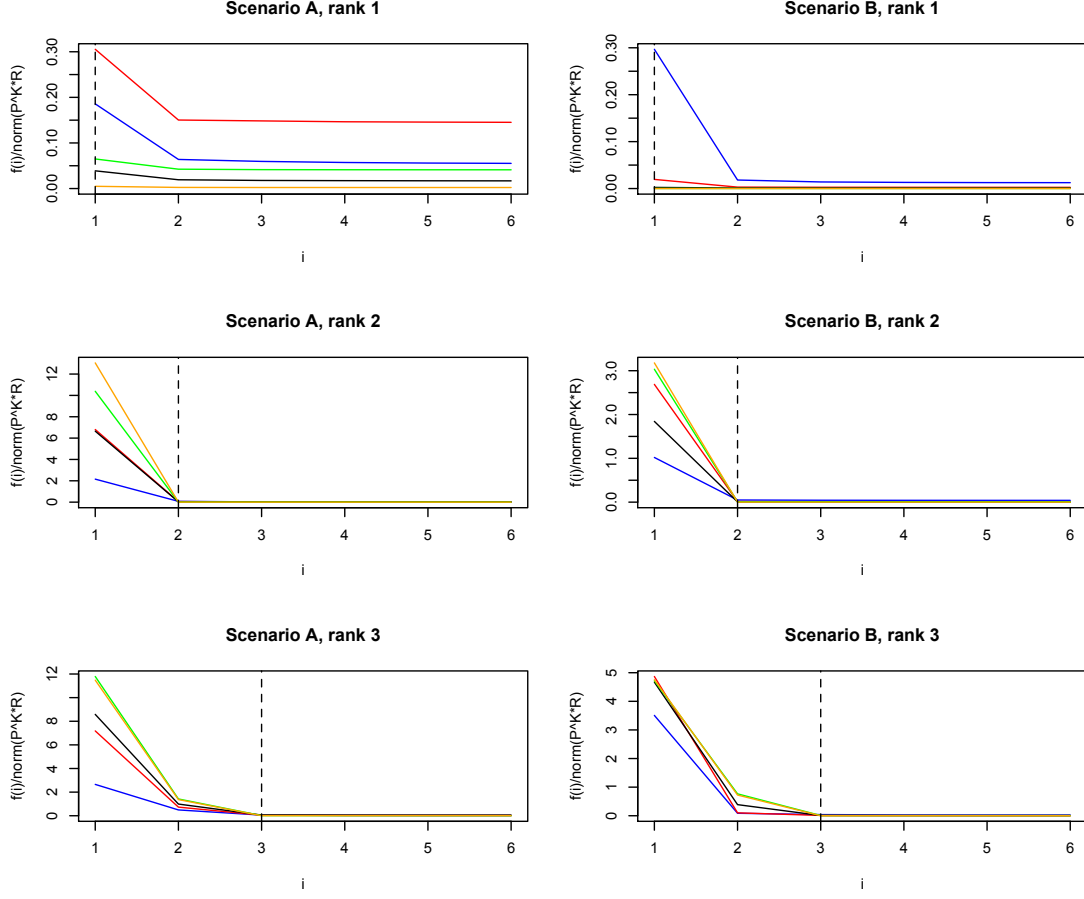 Scenario A, rank 1
f(i)/norm(P^K*R)
0.00 0.10 0.20 0.30
1 2 3 4 5 6
i
Scenario B, rank 1
f(i)/norm(P^K*R)
0.00 0.10 0.20 0.30
1 2 3 4 5 6
i
Scenario A, rank 2
f(i)/norm(P^K*R)
0 2 4 6 8 12
1 2 3 4 5 6
i
Scenario B, rank 2
f(i)/norm(P^K*R)
0.0 1.0 2.0 3.0
1 2 3 4 5 6
i
Scenario A, rank 3
f(i)/norm(P^K*R)
0 2 4 6 8 12
1 2 3 4 5 6
i
Scenario B, rank 3
f(i)/norm(P^K*R)
0 1 2 3 4 5
1 2 3 4 5 6
i